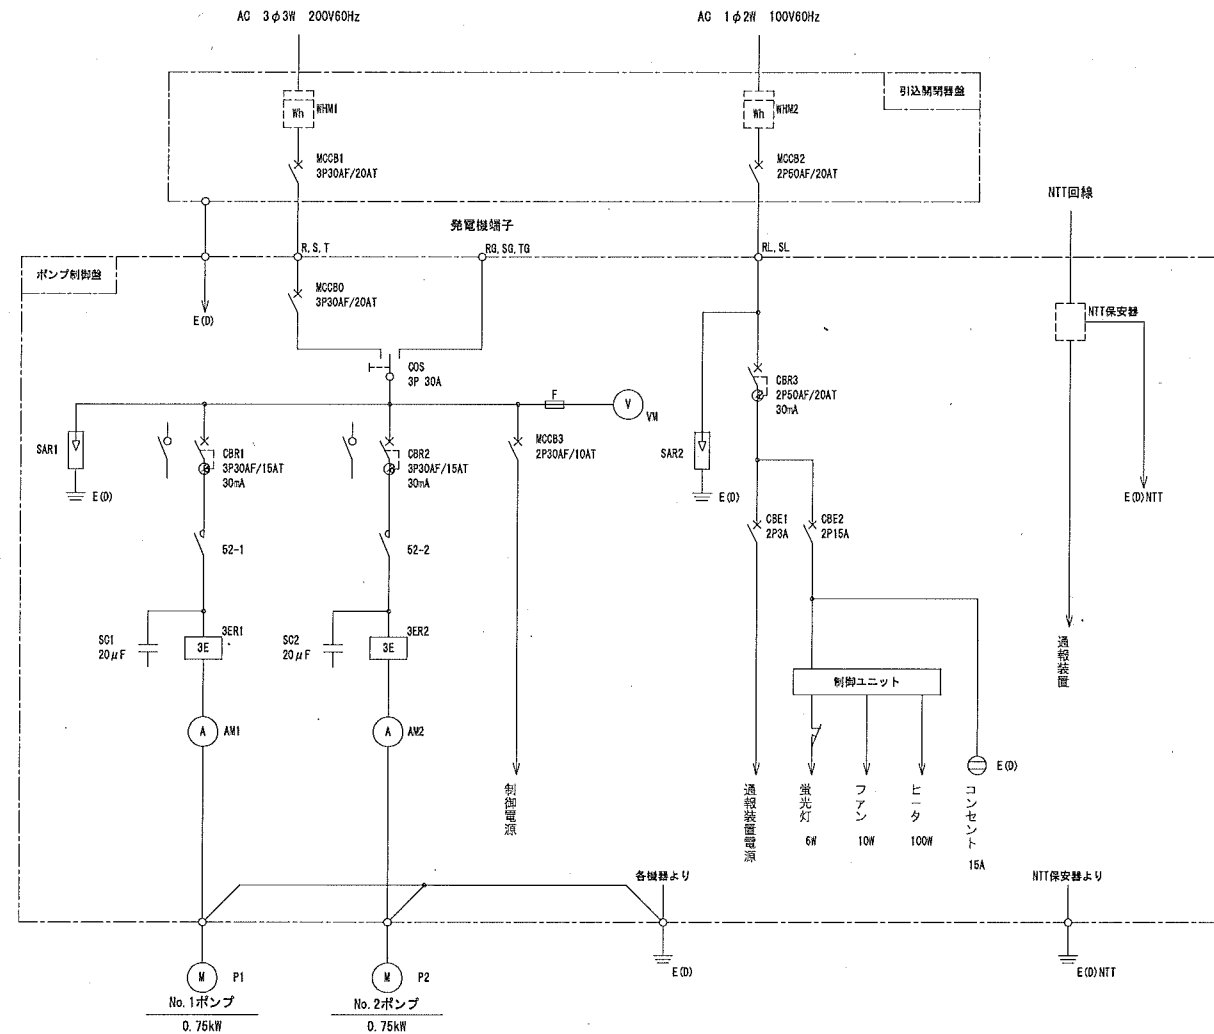 AC 3φ3W 200V60Hz
AC 1φ2W 100V60Hz
引込開閉器盤
Wh
WHM1
Wh
WHM2
MCCB1
3P30AF/20AT
MCCB2
2P50AF/20AT
NTT回線
発電機端子
R, S, T
RG, SG, TG
RL, SL
ポンプ制御盤
MCCB0
3P30AF/20AT
E(D)
NTT保安器
COS
3P 30A
CBR3
2P50AF/20AT
30mA
F
V
VM
SAR1
E(D)
CBR1
3P30AF/15AT
30mA
CBR2
3P30AF/15AT
30mA
MCCB3
2P30AF/10AT
SAR2
E(D)
E(D)NTT
CBE1
2P3A
CBE2
2P15A
52-1
52-2
SC1
20μF
3ER1
3E
SC2
20μF
3ER2
3E
通報装置
制御ユニット
A
AM1
A
AM2
E(D)
制御電源
通報装置電源
蛍光灯
6W
ファン
10W
ヒータ
100W
コンセント
15A
各機器より
NTT保安器より
E(D)
E(D)NTT
M
P1
M
P2
No.1ポンプ
0.75kW
No.2ポンプ
0.75kW